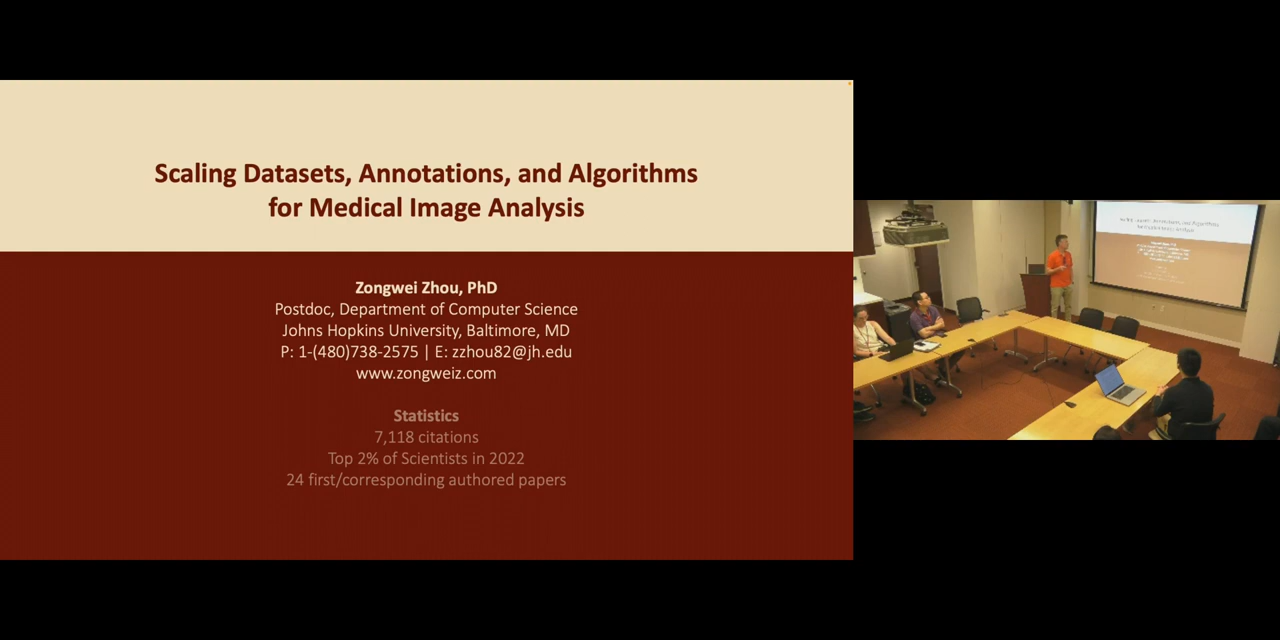 Scaling Datasets, Annotations, and Algorithms
for Medical Image Analysis
Zongwei Zhou, PhD
Postdoc, Department of Computer Science
Johns Hopkins University, Baltimore, MD
P: 1-(480)738-2575 | E: zzhou82@jh.edu
www.zongweiz.com
Statistics
7,118 citations
Top 2% of Scientists in 2022
24 first/corresponding authored papers